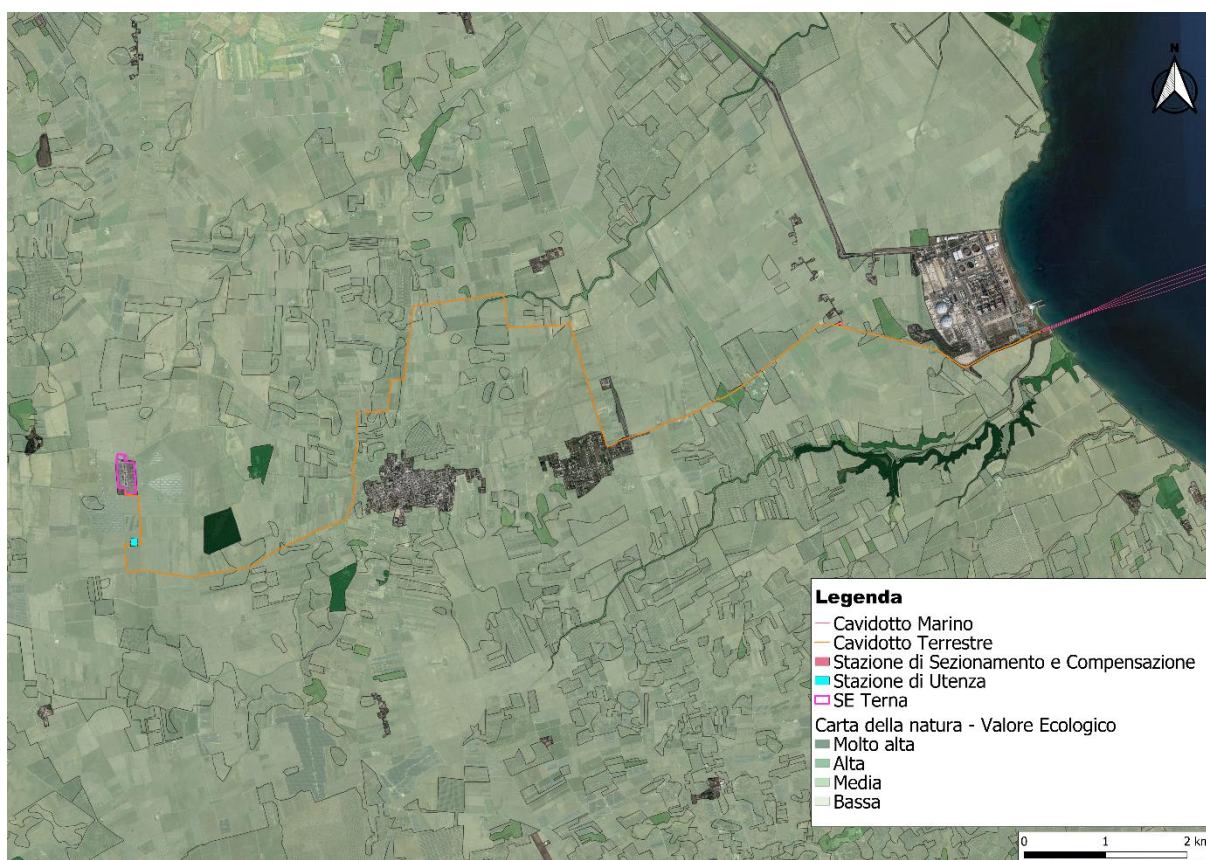 N
Legenda
Cavidotto Marino
Cavidotto Terrestre
Stazione di Sezionamento e Compensazione
Stazione di Utenza
SE Terna
Carta della natura - Valore Ecologico
Molto alta
Alta
Media
Bassa
0 1 2 km